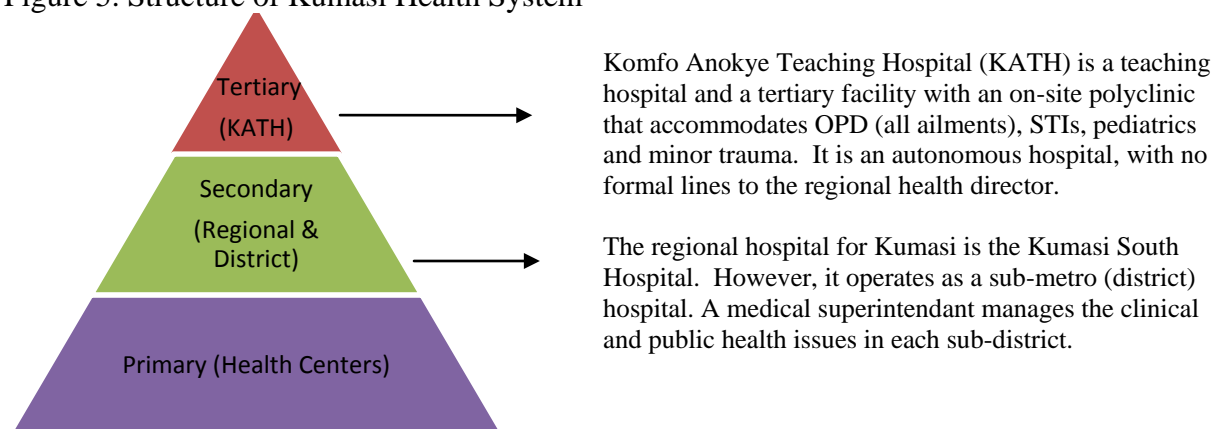 Figure 5. Structure of Kumasi Health System
Tertiary
(KATH)
Secondary
(Regional &
District)
Primary (Health Centers)
Komfo Anokye Teaching Hospital (KATH) is a teaching
hospital and a tertiary facility with an on-site polyclinic
that accommodates OPD (all ailments), STIs, pediatrics
and minor trauma.  It is an autonomous hospital, with no
formal lines to the regional health director.
The regional hospital for Kumasi is the Kumasi South
Hospital.  However, it operates as a sub-metro (district)
hospital. A medical superintendant manages the clinical
and public health issues in each sub-district.